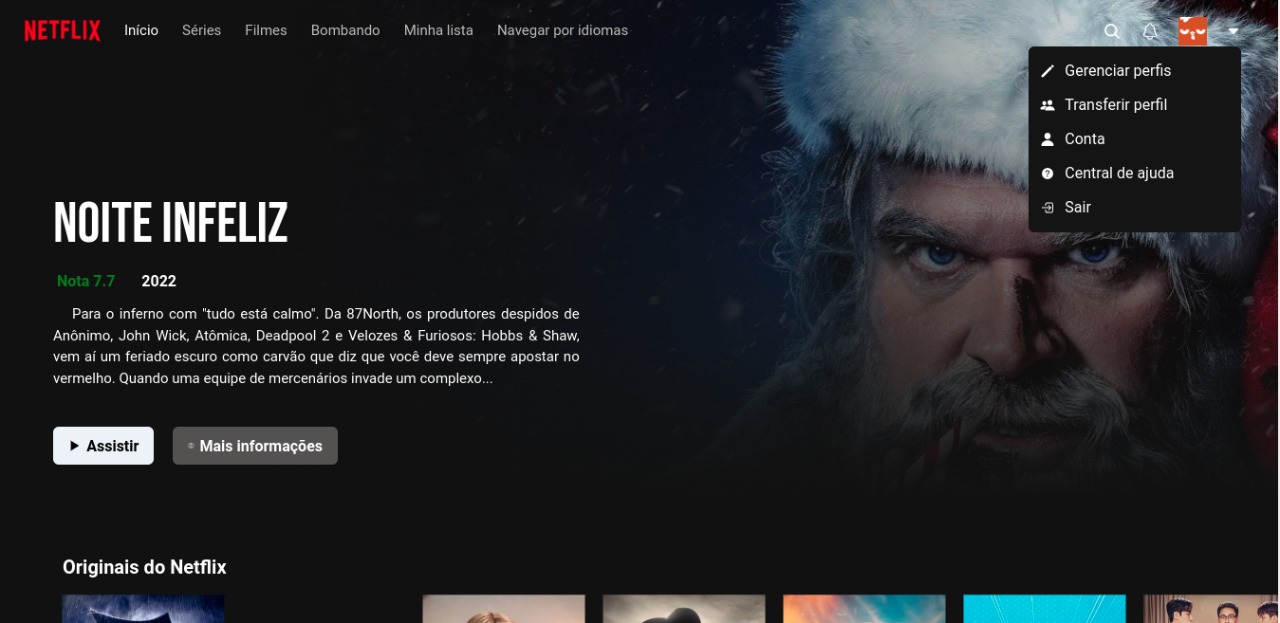 NETFLIX Início Séries Filmes Bombando Minha lista Navegar por idiomas
Gerenciar perfis
Transferir perfil
Conta
Central de ajuda
Sair
NOITE INFELIZ
Nota 7.7 2022
Para o inferno com "tudo está calmo". Da 87North, os produtores despidos de
Anônimo, John Wick, Atômica, Deadpool 2 e Velozes & Furiosos: Hobbs & Shaw,
vem aí um feriado escuro como carvão que diz que você deve sempre apostar no
vermelho. Quando uma equipe de mercenários invade um complexo...
Assistir Mais informações
Originais do Netflix